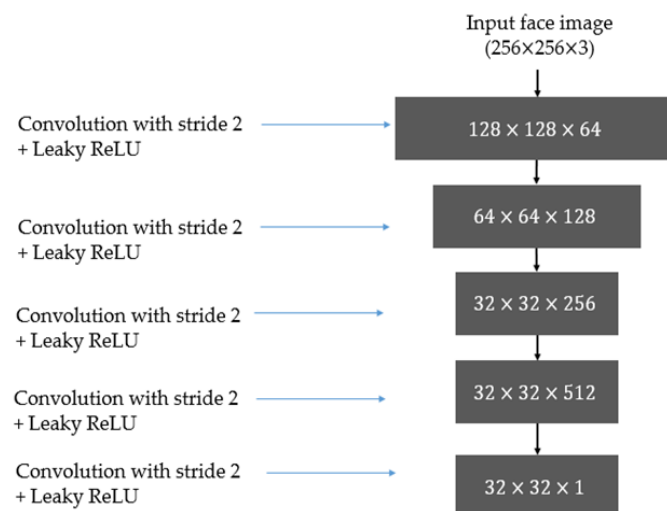 Input face image
(256×256×3)
Convolution with stride 2
+ Leaky ReLU
128 × 128 × 64
Convolution with stride 2
+ Leaky ReLU
64 × 64 × 128
Convolution with stride 2
+ Leaky ReLU
32 × 32 × 256
Convolution with stride 2
+ Leaky ReLU
32 × 32 × 512
Convolution with stride 2
+ Leaky ReLU
32 × 32 × 1